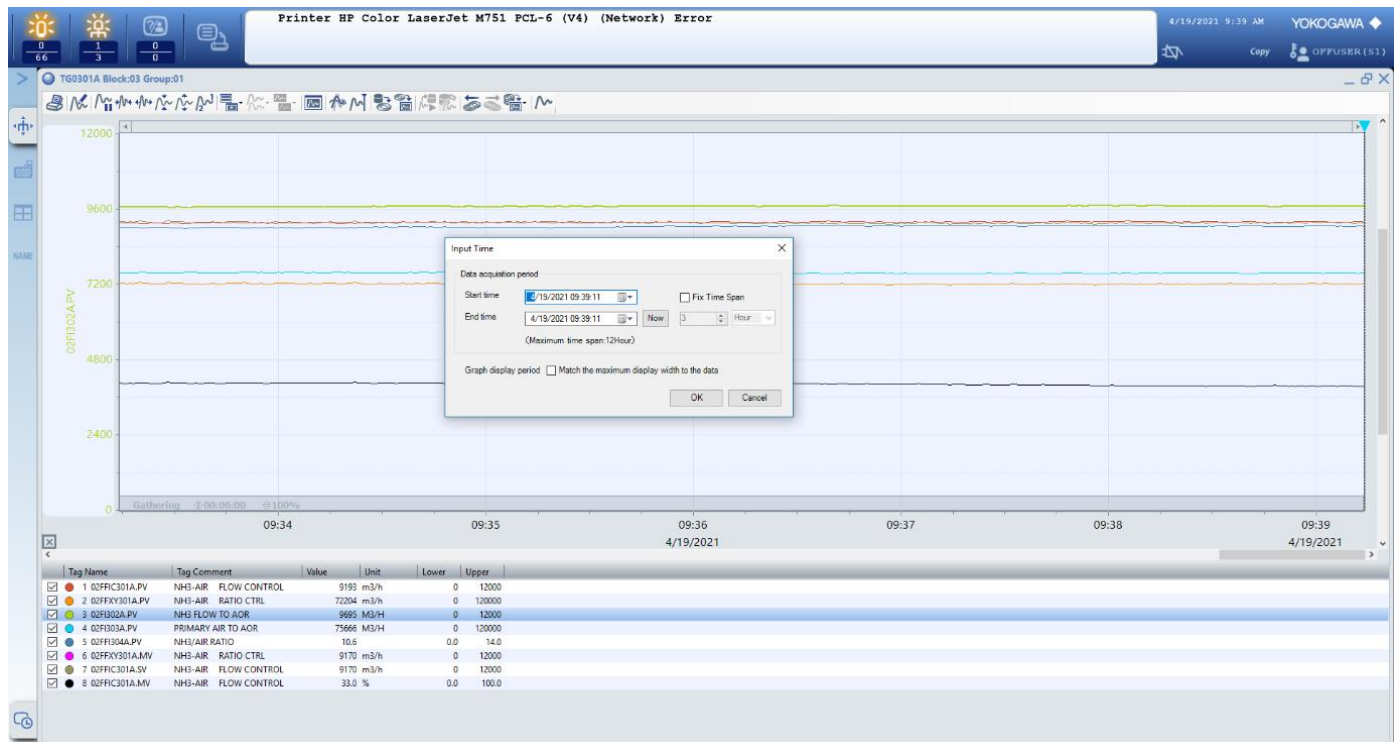 Printer HP Color LaserJet M751 PCL-6 (V4) (Network) Error
4/19/2021 9:39 AM
YOKOGAWA
0
66
1
3
0
0
Copy
OFFUSER(S1)
TG0301A Block:03 Group:01
NAME
12000
9600
7200
4800
2400
0
02FI302A.PV
Input Time
Data acquisition period
Start time 4/19/2021 09:39:11 Fix Time Span
End time 4/19/2021 09:39:11 Now 3 Hour
(Maximum time span:12Hour)
Graph display period Match the maximum display width to the data
OK Cancel
Gathering 00:06:00 100%
09:34 09:35 09:36 09:37 09:38 09:39
4/19/2021 4/19/2021
Tag Name Tag Comment Value Unit Lower Upper
1 02FFIC301A.PV NH3-AIR FLOW CONTROL 9193 m3/h 0 12000
2 02FFXY301A.PV NH3-AIR RATIO CTRL 72204 m3/h 0 120000
3 02FI302A.PV NH3 FLOW TO AOR 9695 M3/H 0 12000
4 02FI303A.PV PRIMARY AIR TO AOR 75666 M3/H 0 120000
5 02FFI304A.PV NH3/AIR RATIO 10.6 0.0 14.0
6 02FFXY301A.MV NH3-AIR RATIO CTRL 9170 m3/h 0 12000
7 02FFIC301A.SV NH3-AIR FLOW CONTROL 9170 m3/h 0 12000
8 02FFIC301A.MV NH3-AIR FLOW CONTROL 33.0 % 0.0 100.0